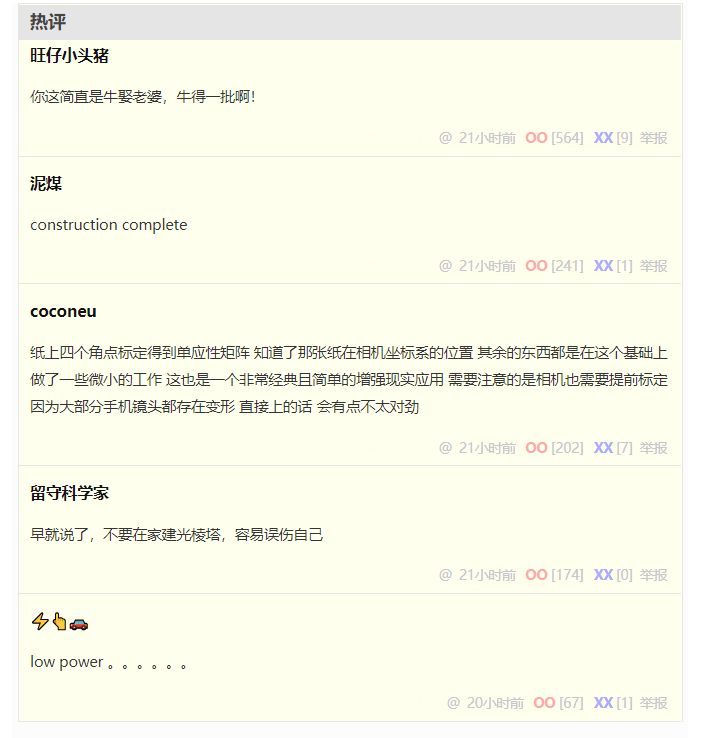 热评
旺仔小头猪
你这简直是牛娶老婆，牛得一批啊！
@ 21小时前 OO [564] XX [9] 举报
泥煤
construction complete
@ 21小时前 OO [241] XX [1] 举报
coconeu
纸上四个角点标定得到单应性矩阵 知道了那张纸在相机坐标系的位置 其余的东西都是在这个基础上
做了一些微小的工作 这也是一个非常经典且简单的增强现实应用 需要注意的是相机也需要提前标定
因为大部分手机镜头都存在变形 直接上的话 会有点不太对劲
@ 21小时前 OO [202] XX [7] 举报
留守科学家
早就说了，不要在家建光棱塔，容易误伤自己
@ 21小时前 OO [174] XX [0] 举报
⚡👆🚗
low power 。。。。。。
@ 20小时前 OO [67] XX [1] 举报